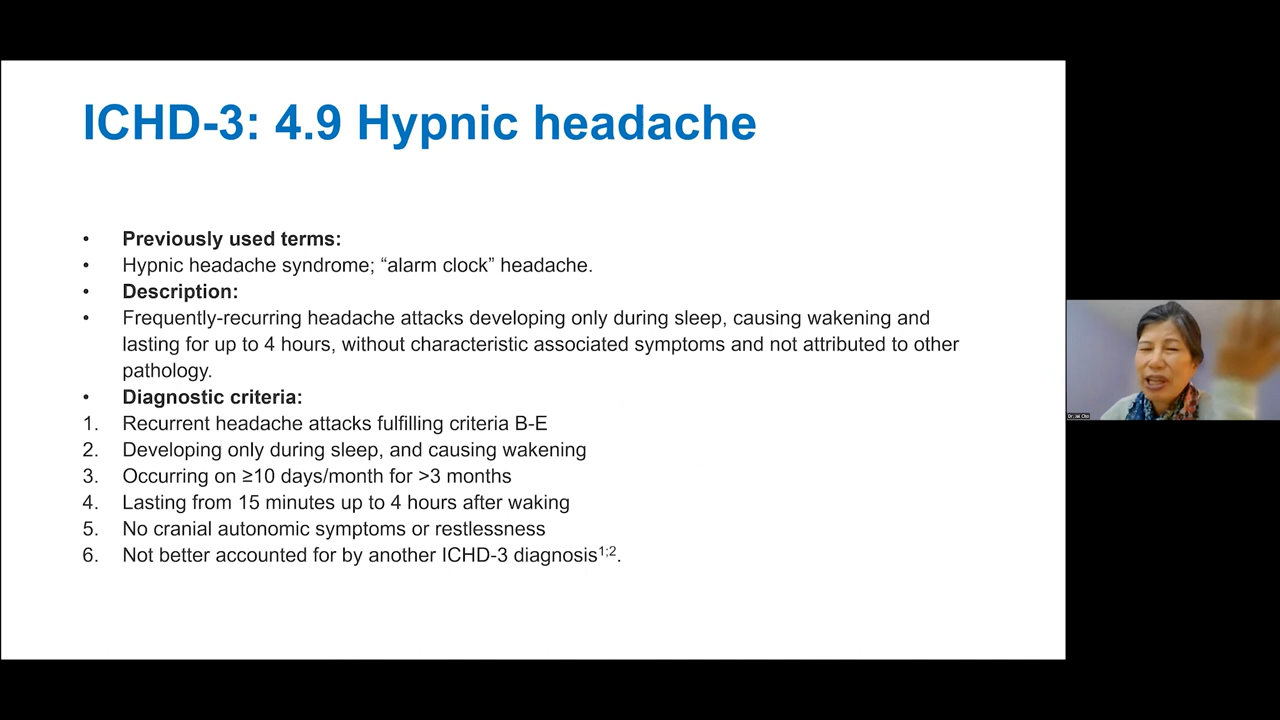 ICHD-3: 4.9 Hypnic headache
• Previously used terms:
• Hypnic headache syndrome; “alarm clock” headache.
• Description:
• Frequently-recurring headache attacks developing only during sleep, causing wakening and
lasting for up to 4 hours, without characteristic associated symptoms and not attributed to other
pathology.
• Diagnostic criteria:
1. Recurrent headache attacks fulfilling criteria B-E
2. Developing only during sleep, and causing wakening
3. Occurring on ≥10 days/month for >3 months
4. Lasting from 15 minutes up to 4 hours after waking
5. No cranial autonomic symptoms or restlessness
6. Not better accounted for by another ICHD-3 diagnosis1;2.